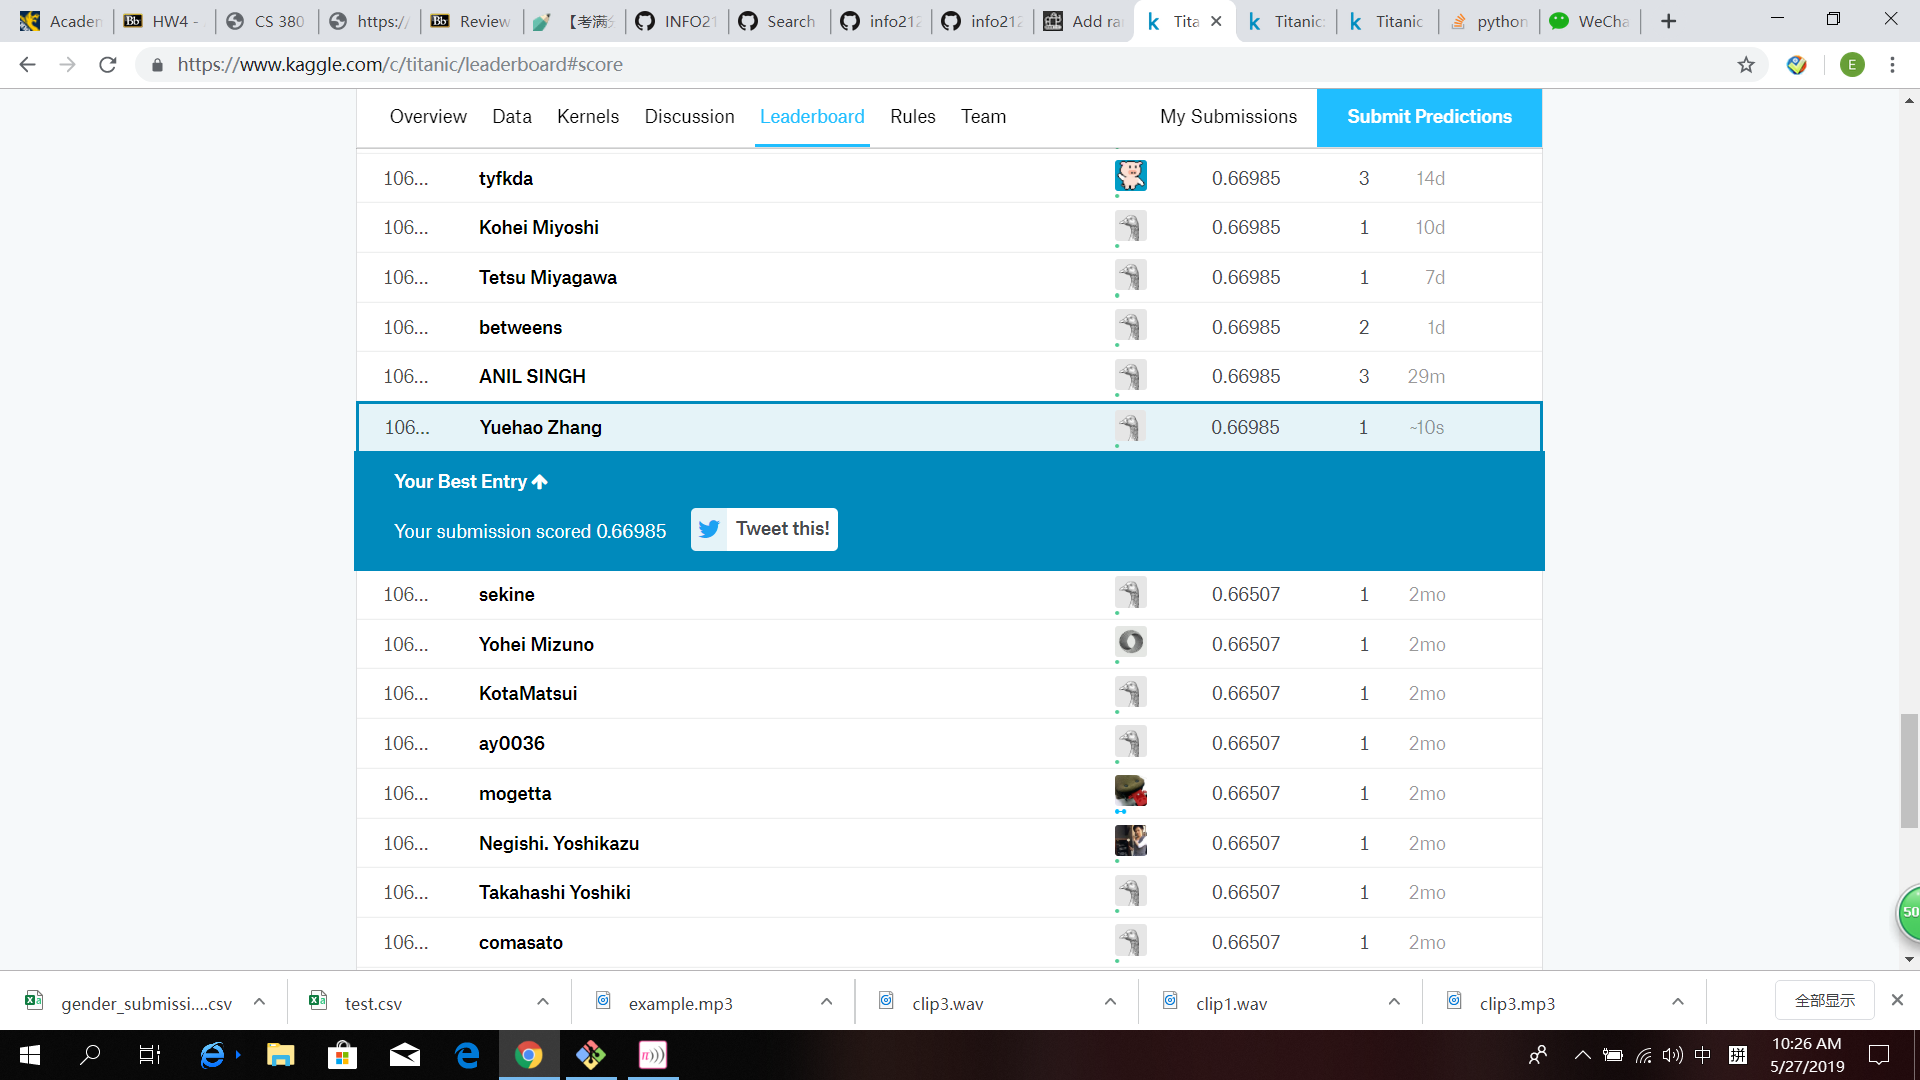 Academ HW4 - CS 380 https:// Review 【考满分 INFO21 Search info212 info212 Add ra Tita Titanic: Titanic python WeCha
https://www.kaggle.com/c/titanic/leaderboard#score E
Overview Data Kernels Discussion Leaderboard Rules Team My Submissions Submit Predictions
106... tyfkda 0.66985 3 14d
106... Kohei Miyoshi 0.66985 1 10d
106... Tetsu Miyagawa 0.66985 1 7d
106... betweens 0.66985 2 1d
106... ANIL SINGH 0.66985 3 29m
106... Yuehao Zhang 0.66985 1 ~10s
Your Best Entry
Your submission scored 0.66985 Tweet this!
106... sekine 0.66507 1 2mo
106... Yohei Mizuno 0.66507 1 2mo
106... KotaMatsui 0.66507 1 2mo
106... ay0036 0.66507 1 2mo
106... mogetta 0.66507 1 2mo
106... Negishi. Yoshikazu 0.66507 1 2mo
106... Takahashi Yoshiki 0.66507 1 2mo
106... comasato 0.66507 1 2mo
50
gender_submissi....csv test.csv example.mp3 clip3.wav clip1.wav clip3.mp3 全部显示
中 拼 10:26 AM
5/27/2019